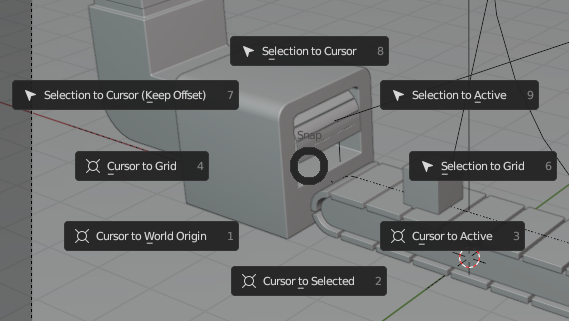 Selection to Cursor 8
Selection to Cursor (Keep Offset) 7
Selection to Active 9
Snap
Cursor to Grid 4
Selection to Grid 6
Cursor to World Origin 1
Cursor to Active 3
Cursor to Selected 2